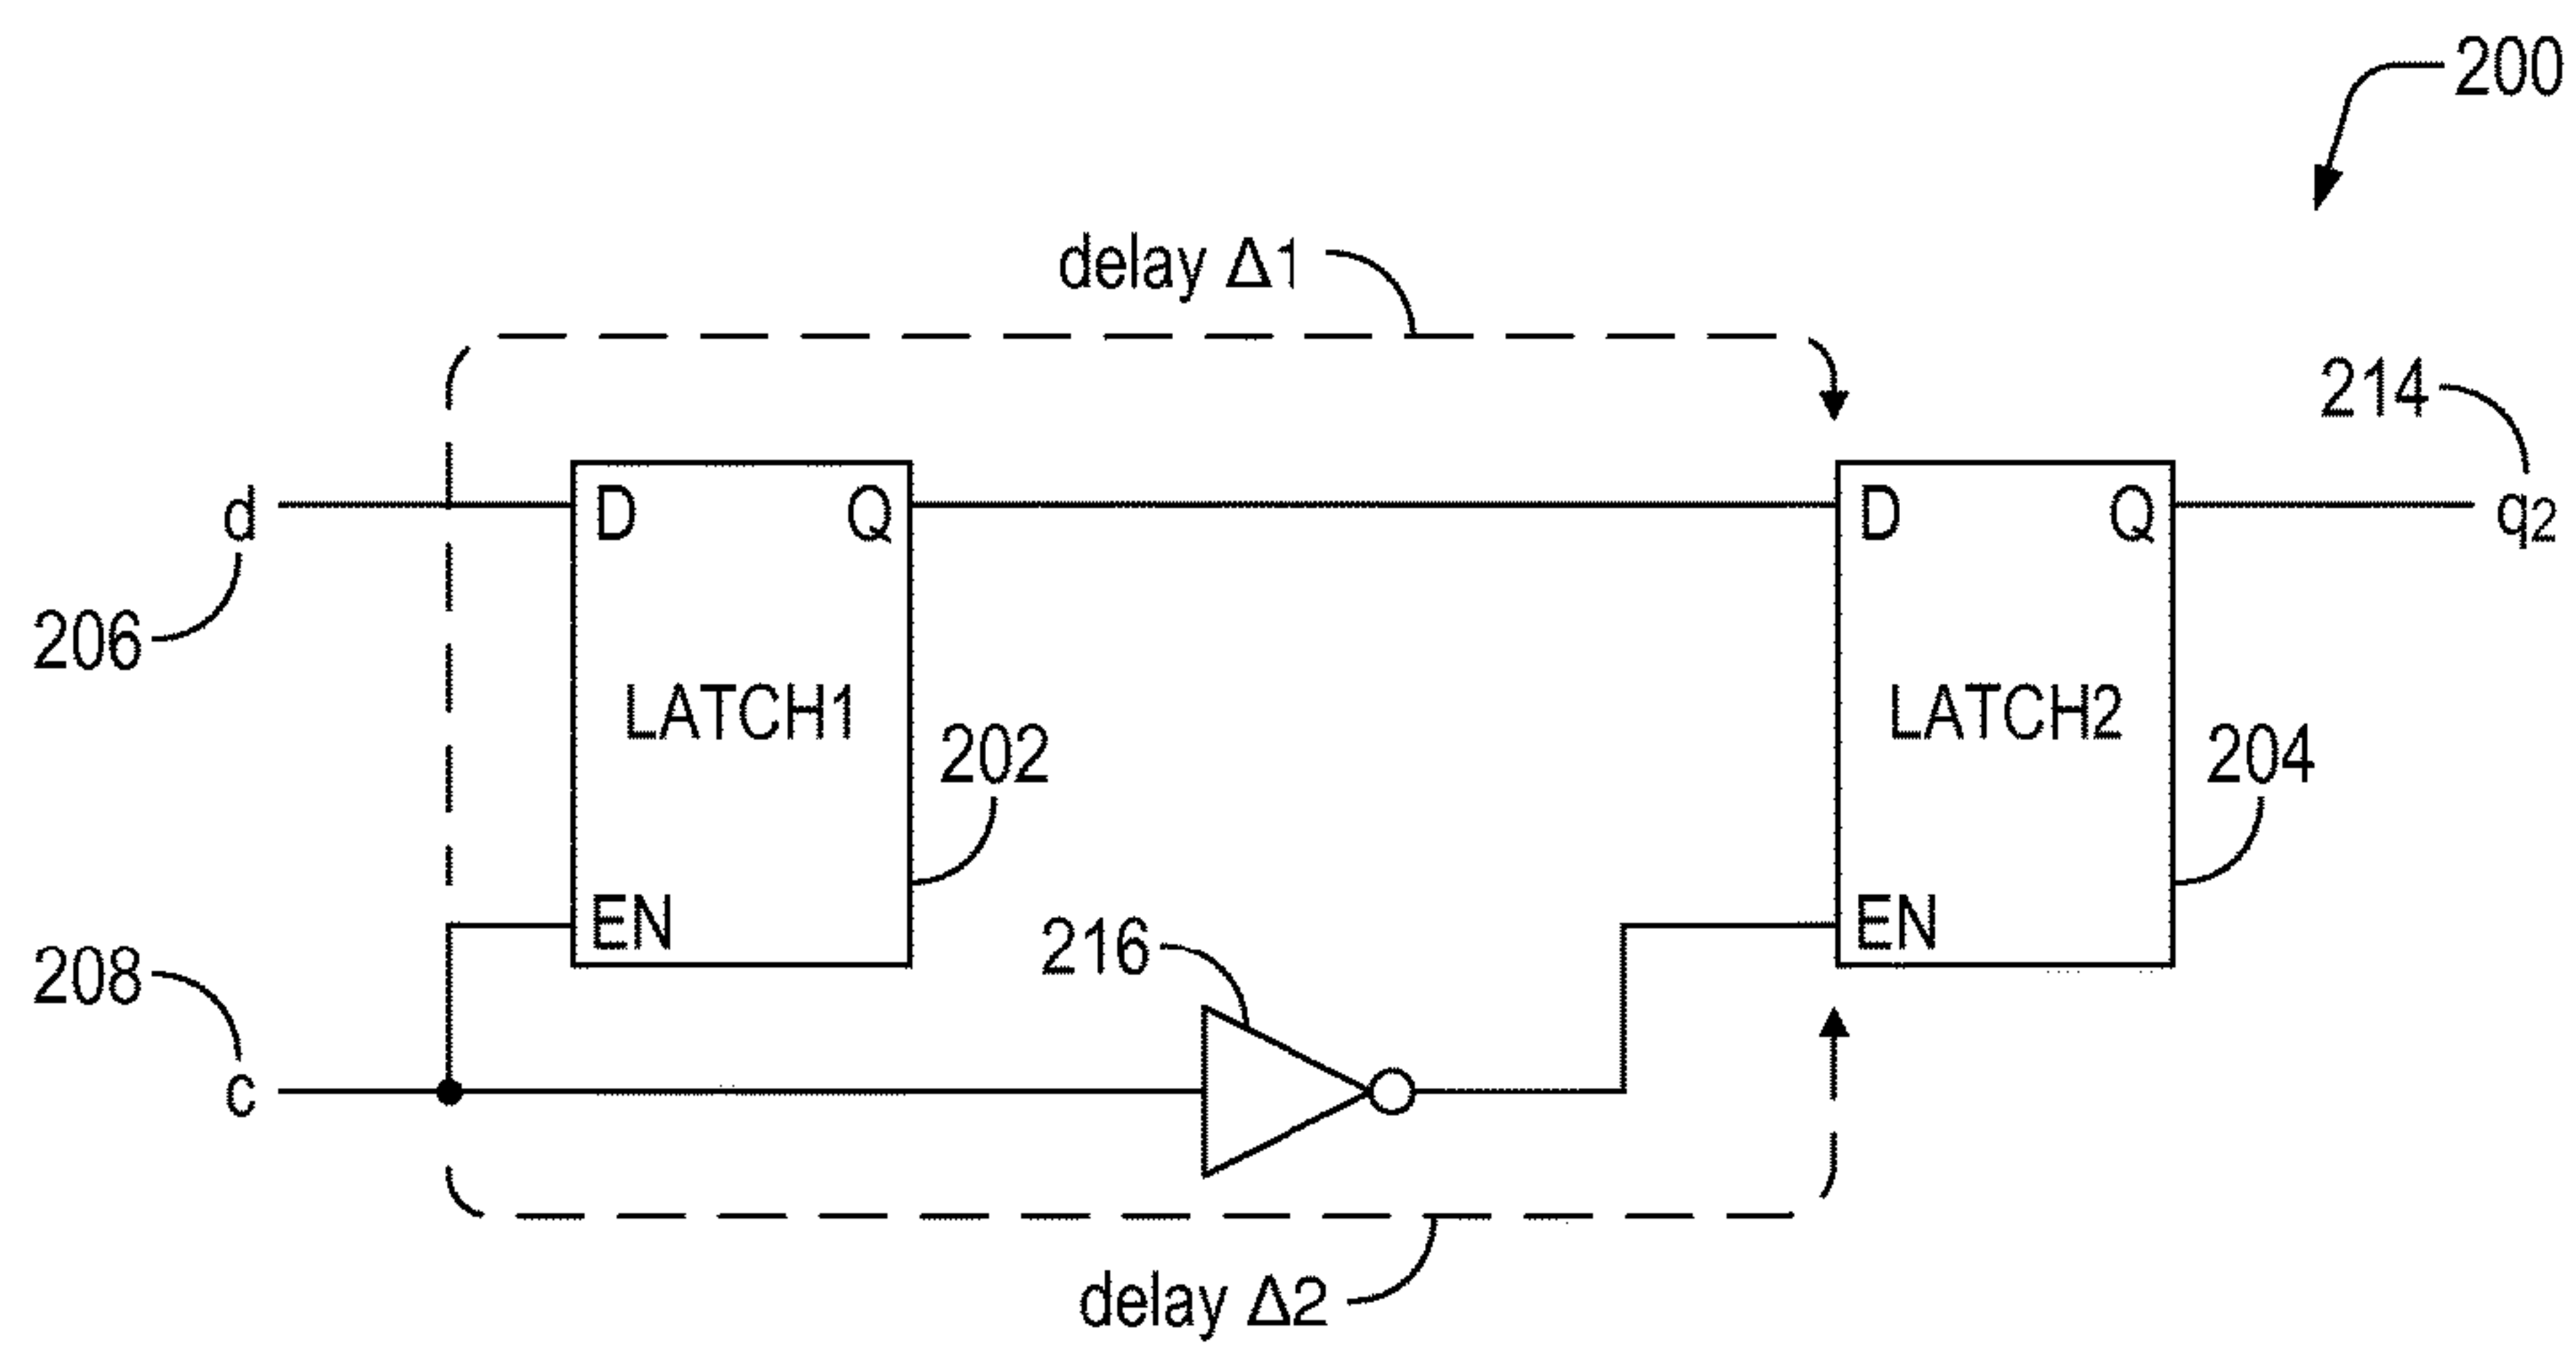 200
delay Δ1
214
d
D
Q
D
Q
q2
206
LATCH1
LATCH2
202
204
EN
EN
216
208
c
delay Δ2